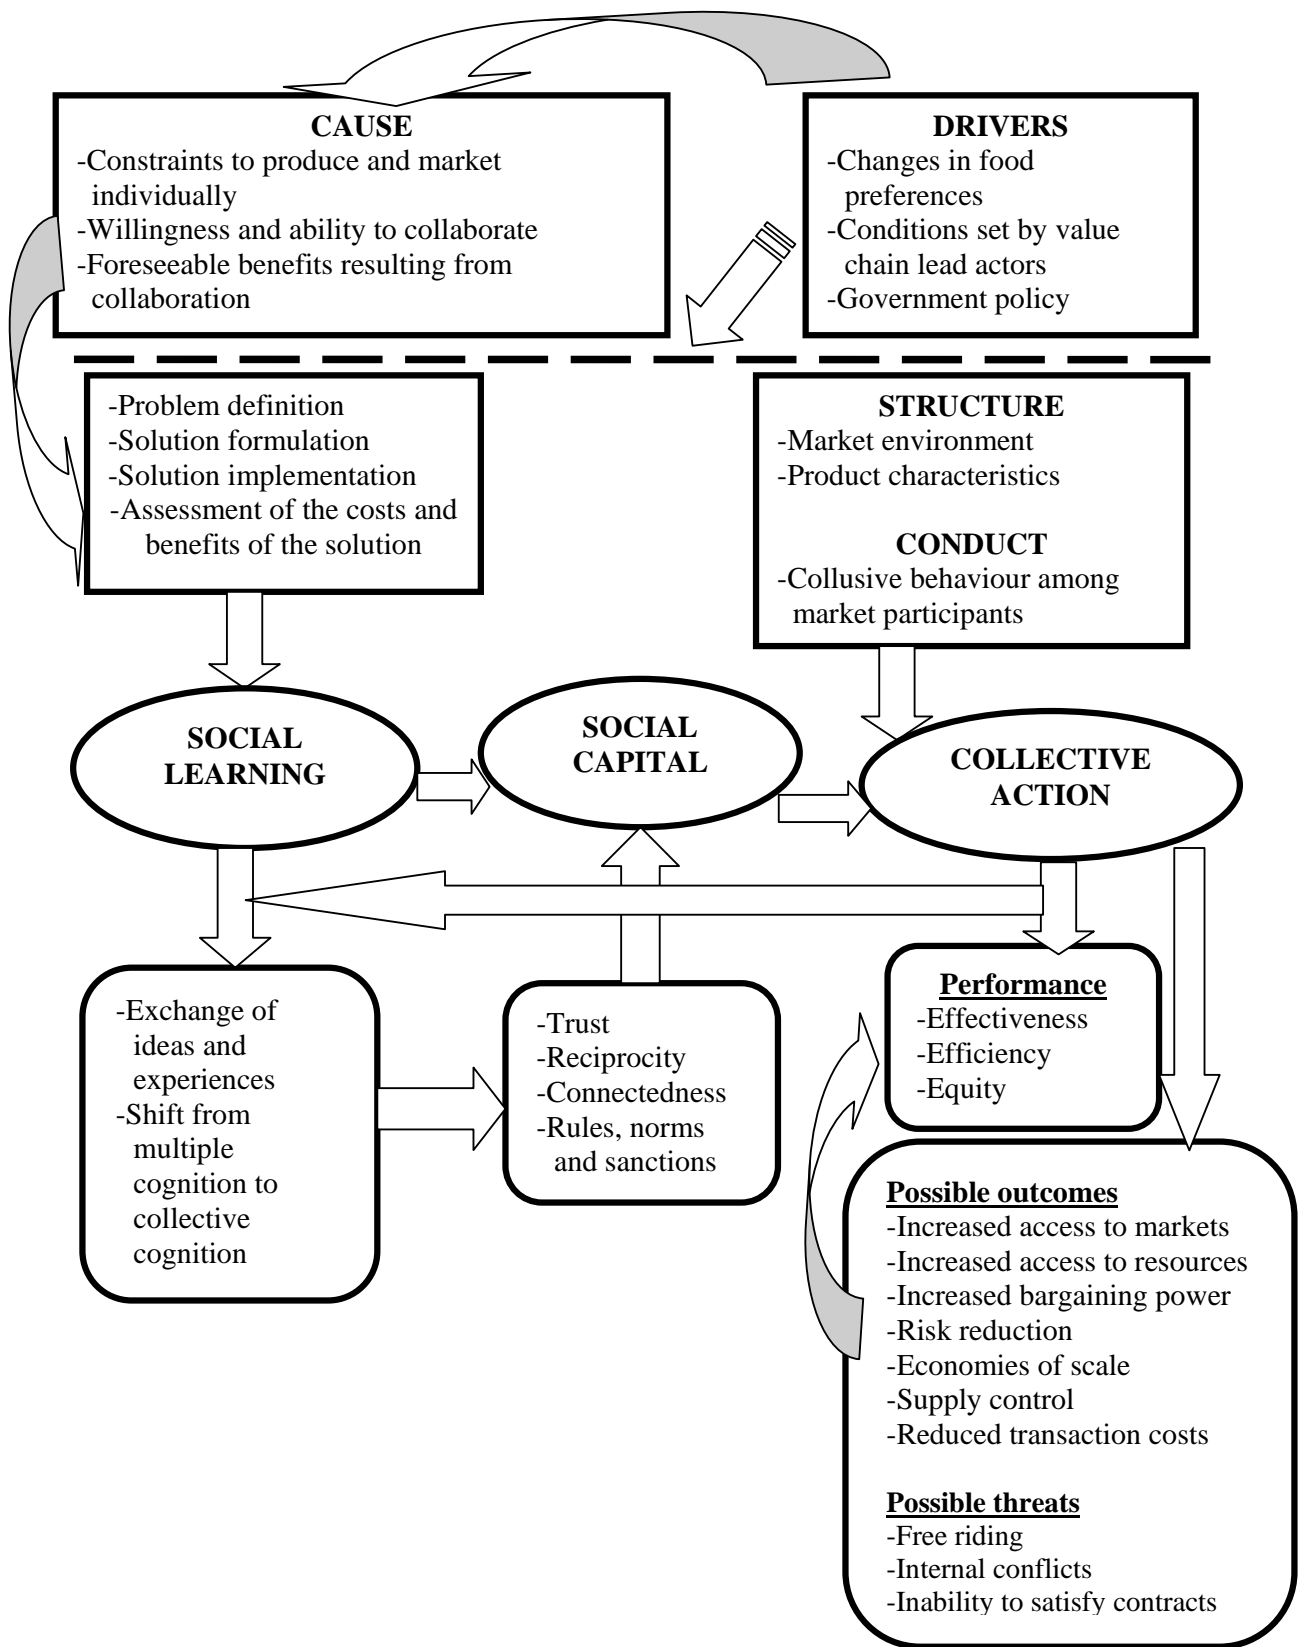 CAUSE
-Constraints to produce and market
individually
-Willingness and ability to collaborate
-Foreseeable benefits resulting from
collaboration
DRIVERS
-Changes in food
preferences
-Conditions set by value
chain lead actors
-Government policy
-Problem definition
-Solution formulation
-Solution implementation
-Assessment of the costs and
benefits of the solution
STRUCTURE
-Market environment
-Product characteristics
CONDUCT
-Collusive behaviour among
market participants
SOCIAL
LEARNING
SOCIAL
CAPITAL
COLLECTIVE
ACTION
-Exchange of
ideas and
experiences
-Shift from
multiple
cognition to
collective
cognition
-Trust
-Reciprocity
-Connectedness
-Rules, norms
and sanctions
Performance
-Effectiveness
-Efficiency
-Equity
Possible outcomes
-Increased access to markets
-Increased access to resources
-Increased bargaining power
-Risk reduction
-Economies of scale
-Supply control
-Reduced transaction costs
Possible threats
-Free riding
-Internal conflicts
-Inability to satisfy contracts